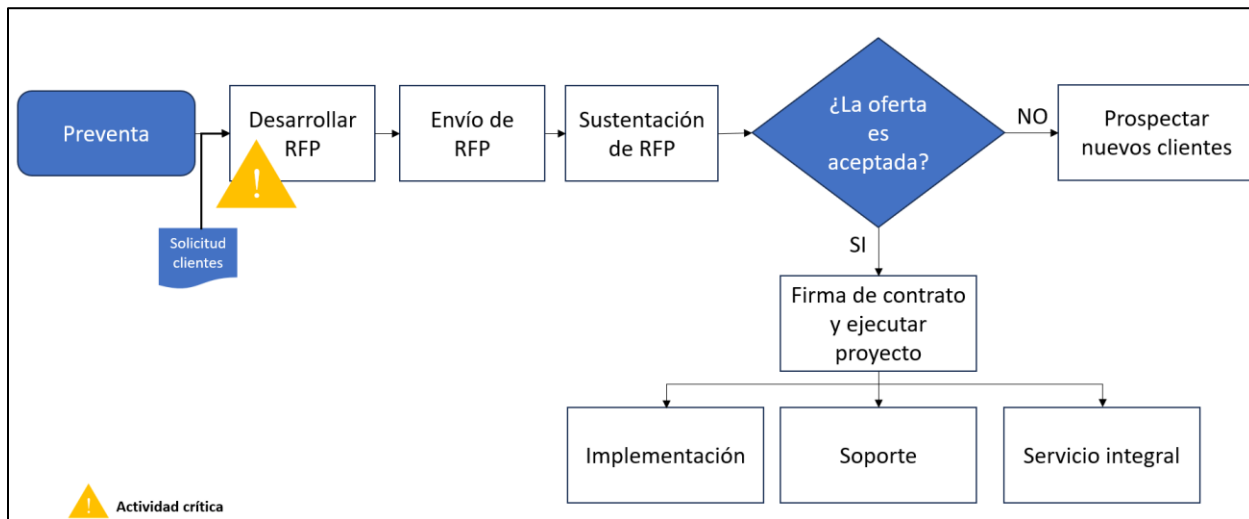 Preventa
Desarrollar
RFP
!
Solicitud
clientes
Envío de
RFP
Sustentación
de RFP
¿La oferta
es
aceptada?
NO
Prospectar
nuevos clientes
SI
Firma de contrato
y ejecutar
proyecto
Implementación
Soporte
Servicio integral
!
Actividad crítica